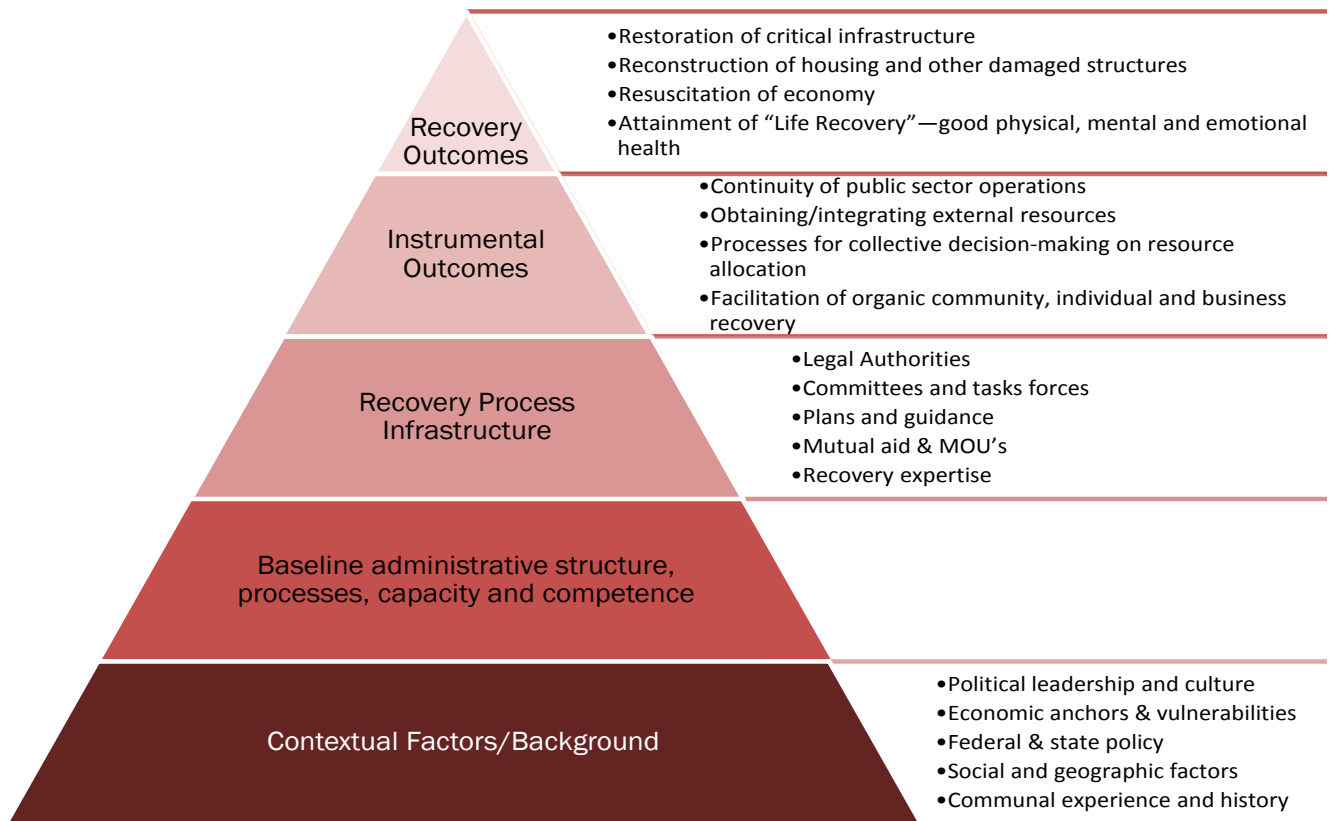 Recovery
Outcomes
•Restoration of critical infrastructure
•Reconstruction of housing and other damaged structures
•Resuscitation of economy
•Attainment of “Life Recovery”—good physical, mental and emotional
health
Instrumental
Outcomes
•Continuity of public sector operations
•Obtaining/integrating external resources
•Processes for collective decision-making on resource
allocation
•Facilitation of organic community, individual and business
recovery
Recovery Process
Infrastructure
•Legal Authorities
•Committees and tasks forces
•Plans and guidance
•Mutual aid & MOU’s
•Recovery expertise
Baseline administrative structure,
processes, capacity and competence
Contextual Factors/Background
•Political leadership and culture
•Economic anchors & vulnerabilities
•Federal & state policy
•Social and geographic factors
•Communal experience and history